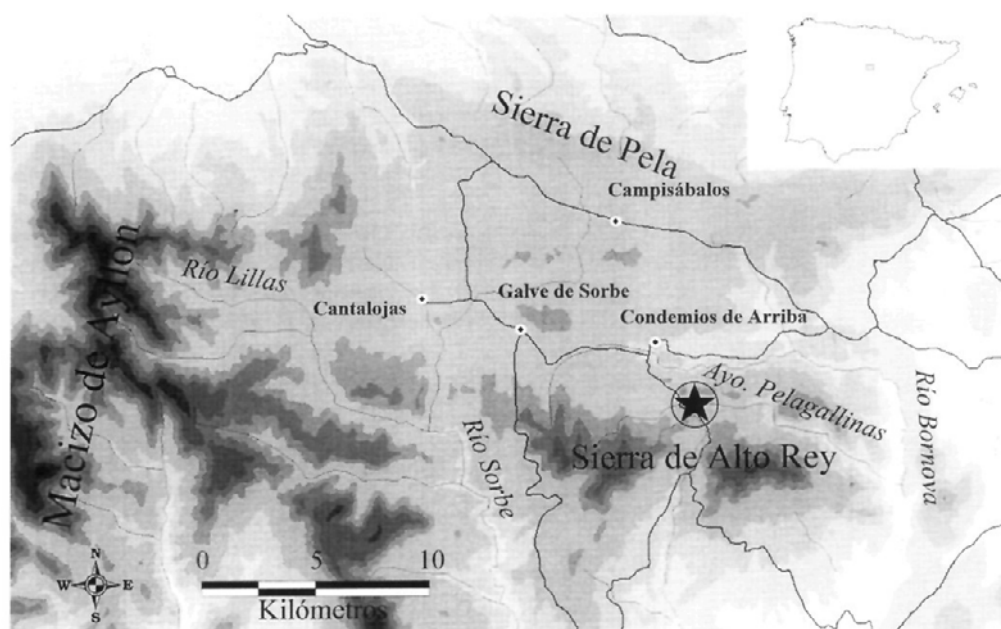 Sierra de Pela
Campisábalos
Macizo de Ayllon
Río Lillas
Cantalojas
Galve de Sorbe
Condemios de Arriba
Ayo. Pelagallinas
Río Bornova
Río Sorbe
Sierra de Alto Rey
N
W E
S
0 5 10
Kilómetros